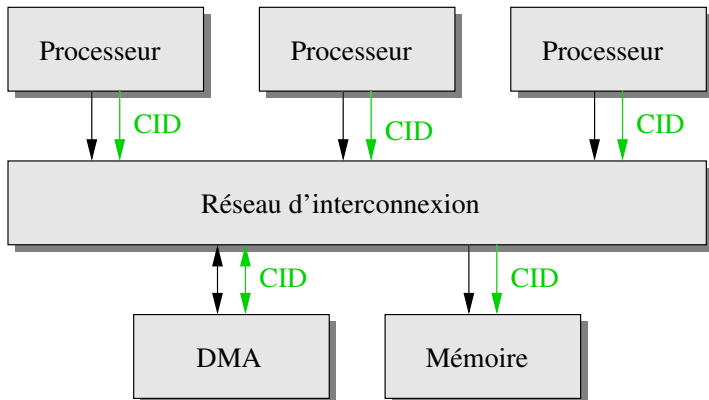 Processeur
Processeur
Processeur
CID
CID
CID
Réseau d'interconnexion
CID
CID
DMA
Mémoire